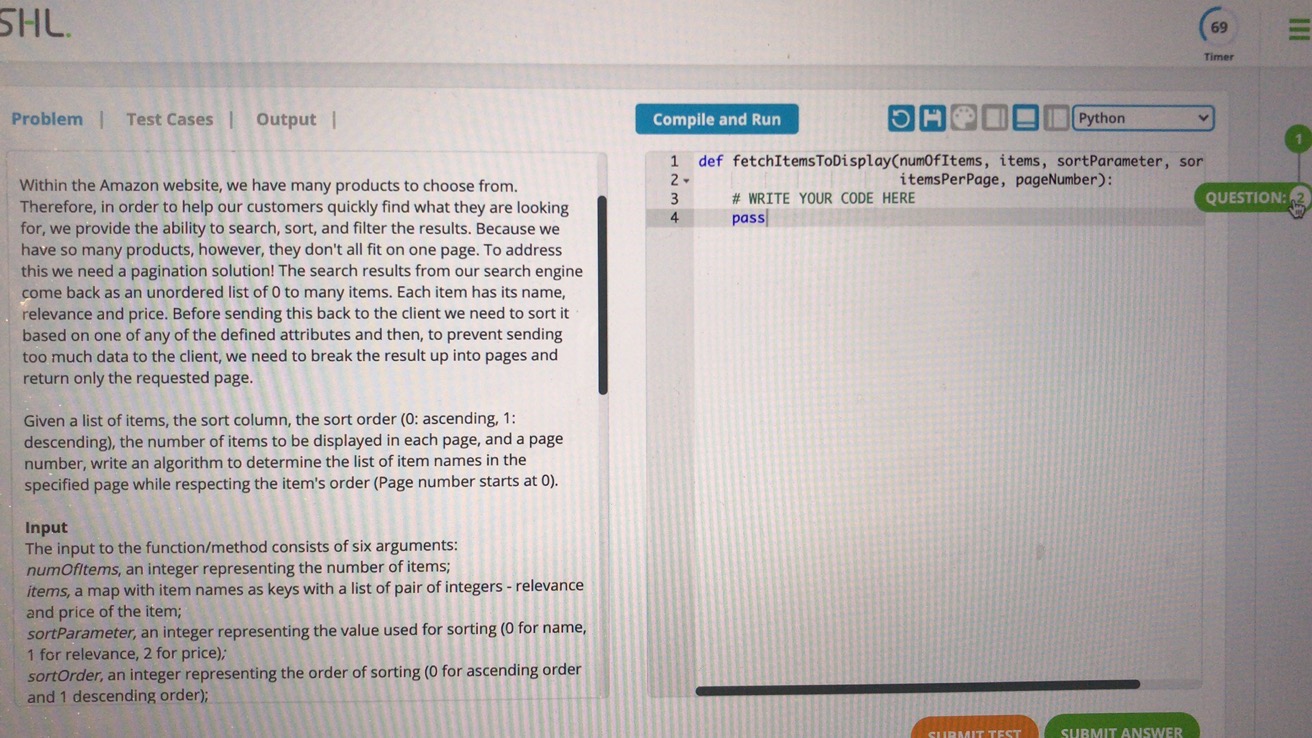 SHL.
69
Timer
Problem | Test Cases | Output |
Compile and Run
Python
Within the Amazon website, we have many products to choose from.
Therefore, in order to help our customers quickly find what they are looking
for, we provide the ability to search, sort, and filter the results. Because we
have so many products, however, they don't all fit on one page. To address
this we need a pagination solution! The search results from our search engine
come back as an unordered list of 0 to many items. Each item has its name,
relevance and price. Before sending this back to the client we need to sort it
based on one of any of the defined attributes and then, to prevent sending
too much data to the client, we need to break the result up into pages and
return only the requested page.
Given a list of items, the sort column, the sort order (0: ascending, 1:
descending), the number of items to be displayed in each page, and a page
number, write an algorithm to determine the list of item names in the
specified page while respecting the item's order (Page number starts at 0).
Input
The input to the function/method consists of six arguments:
numOfItems, an integer representing the number of items;
items, a map with item names as keys with a list of pair of integers - relevance
and price of the item;
sortParameter, an integer representing the value used for sorting (0 for name,
1 for relevance, 2 for price);
sortOrder, an integer representing the order of sorting (0 for ascending order
and 1 descending order);
1 def fetchItemsToDisplay(numOfItems, items, sortParameter, sor
2 itemsPerPage, pageNumber):
3 # WRITE YOUR CODE HERE
4 pass
1
QUESTION: 2
SUBMIT TEST
SUBMIT ANSWER